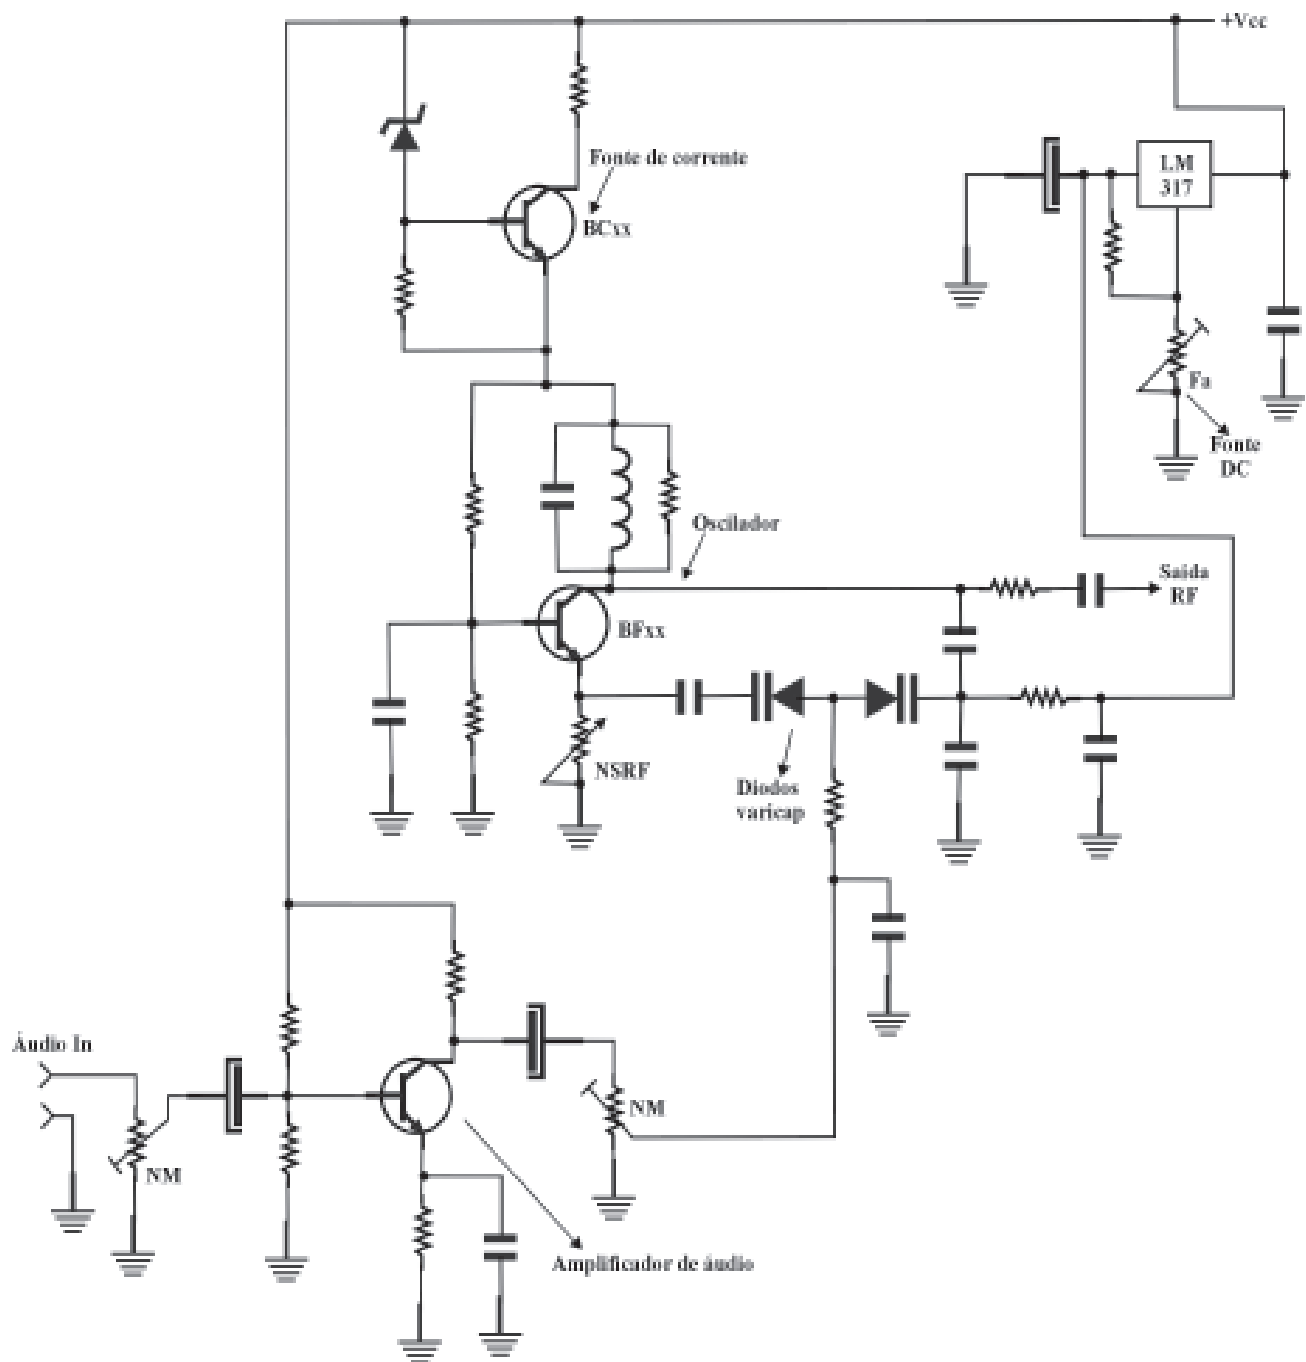 +Vcc
Fonte de corrente
BCxx
LM
317
Fa
Fonte
DC
Oscilador
Saída
RF
BFxx
NSRF
Diodos
varicap
Áudio In
NM
NM
Amplificador de áudio